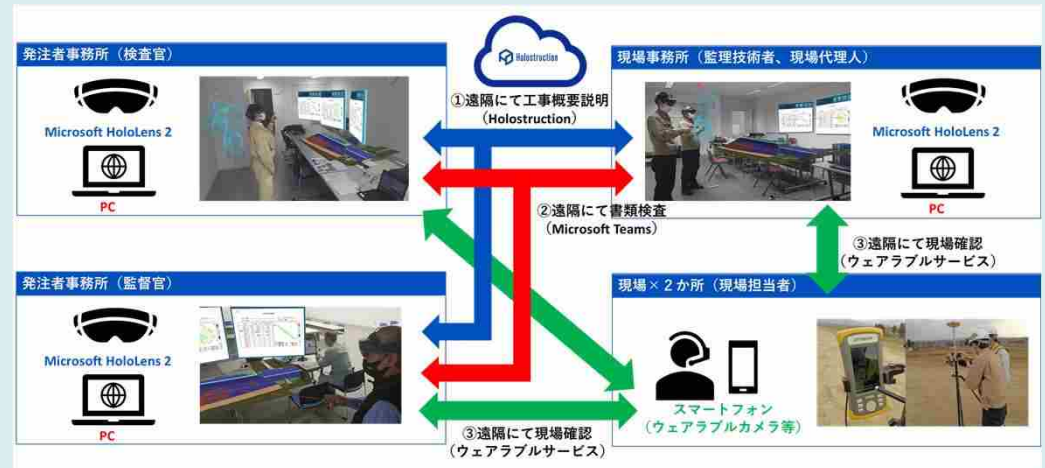 発注者事務所（検査官）
Microsoft HoloLens 2
PC
Holostruction
①遠隔にて工事概要説明
（Holostruction）
現場事務所（監理技術者、現場代理人）
Microsoft HoloLens 2
PC
②遠隔にて書類検査
（Microsoft Teams）
③遠隔にて現場確認
（ウェアラブルサービス）
発注者事務所（監督官）
Microsoft HoloLens 2
PC
現場×２か所（現場担当者）
スマートフォン
（ウェアラブルカメラ等）
③遠隔にて現場確認
（ウェアラブルサービス）